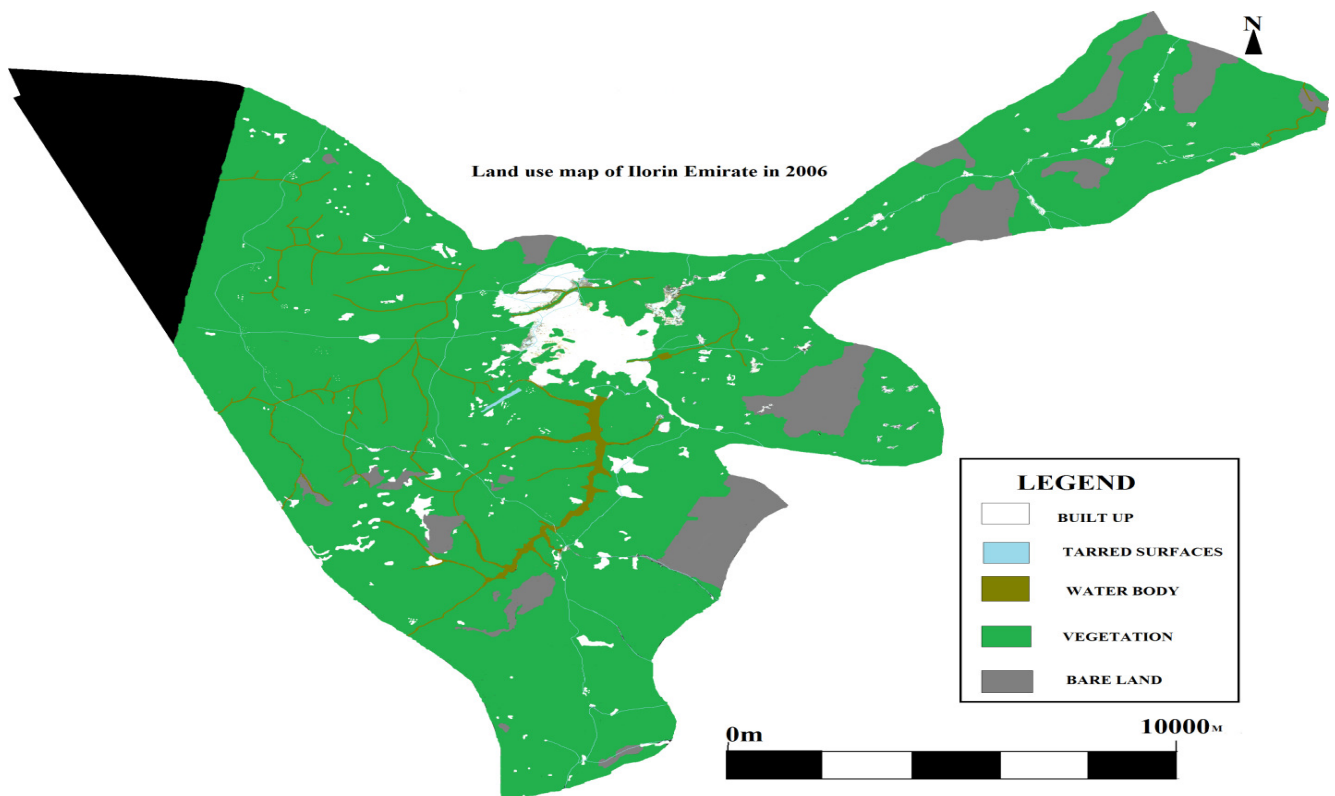 N
Land use map of Ilorin Emirate in 2006
LEGEND
BUILT UP
TARRED SURFACES
WATER BODY
VEGETATION
BARE LAND
0m 10000M